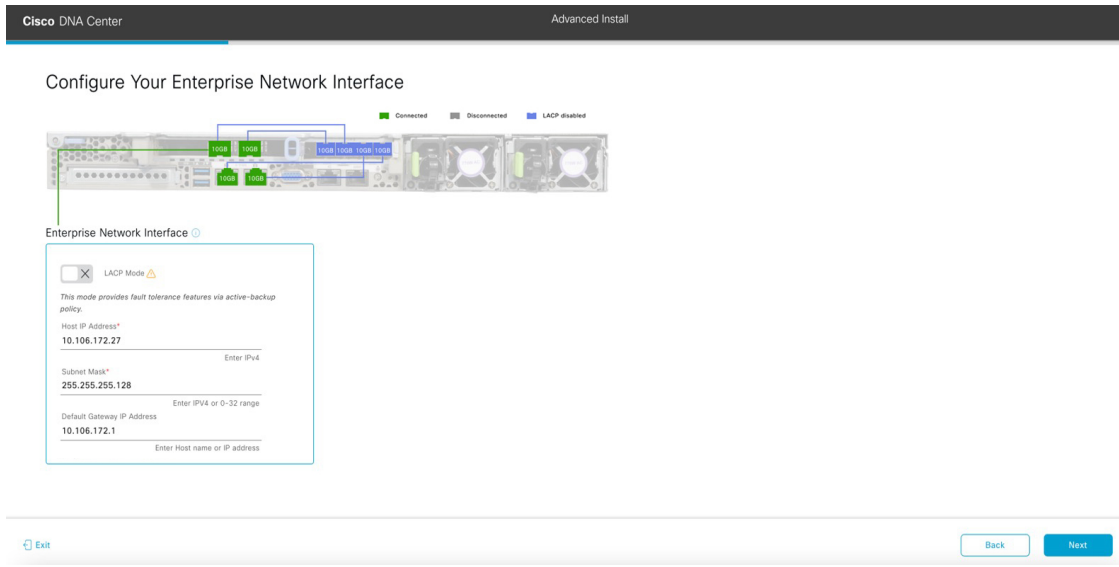 Cisco DNA Center
Advanced Install
Configure Your Enterprise Network Interface
Connected Disconnected LACP disabled
10GB 10GB 10GB 10GB 10GB 10GB
10GB 10GB
Enterprise Network Interface
LACP Mode
This mode provides fault tolerance features via active-backup
policy.
Host IP Address*
10.106.172.27
Enter IPv4
Subnet Mask*
255.255.255.128
Enter IPV4 or 0-32 range
Default Gateway IP Address
10.106.172.1
Enter Host name or IP address
Exit
Back
Next